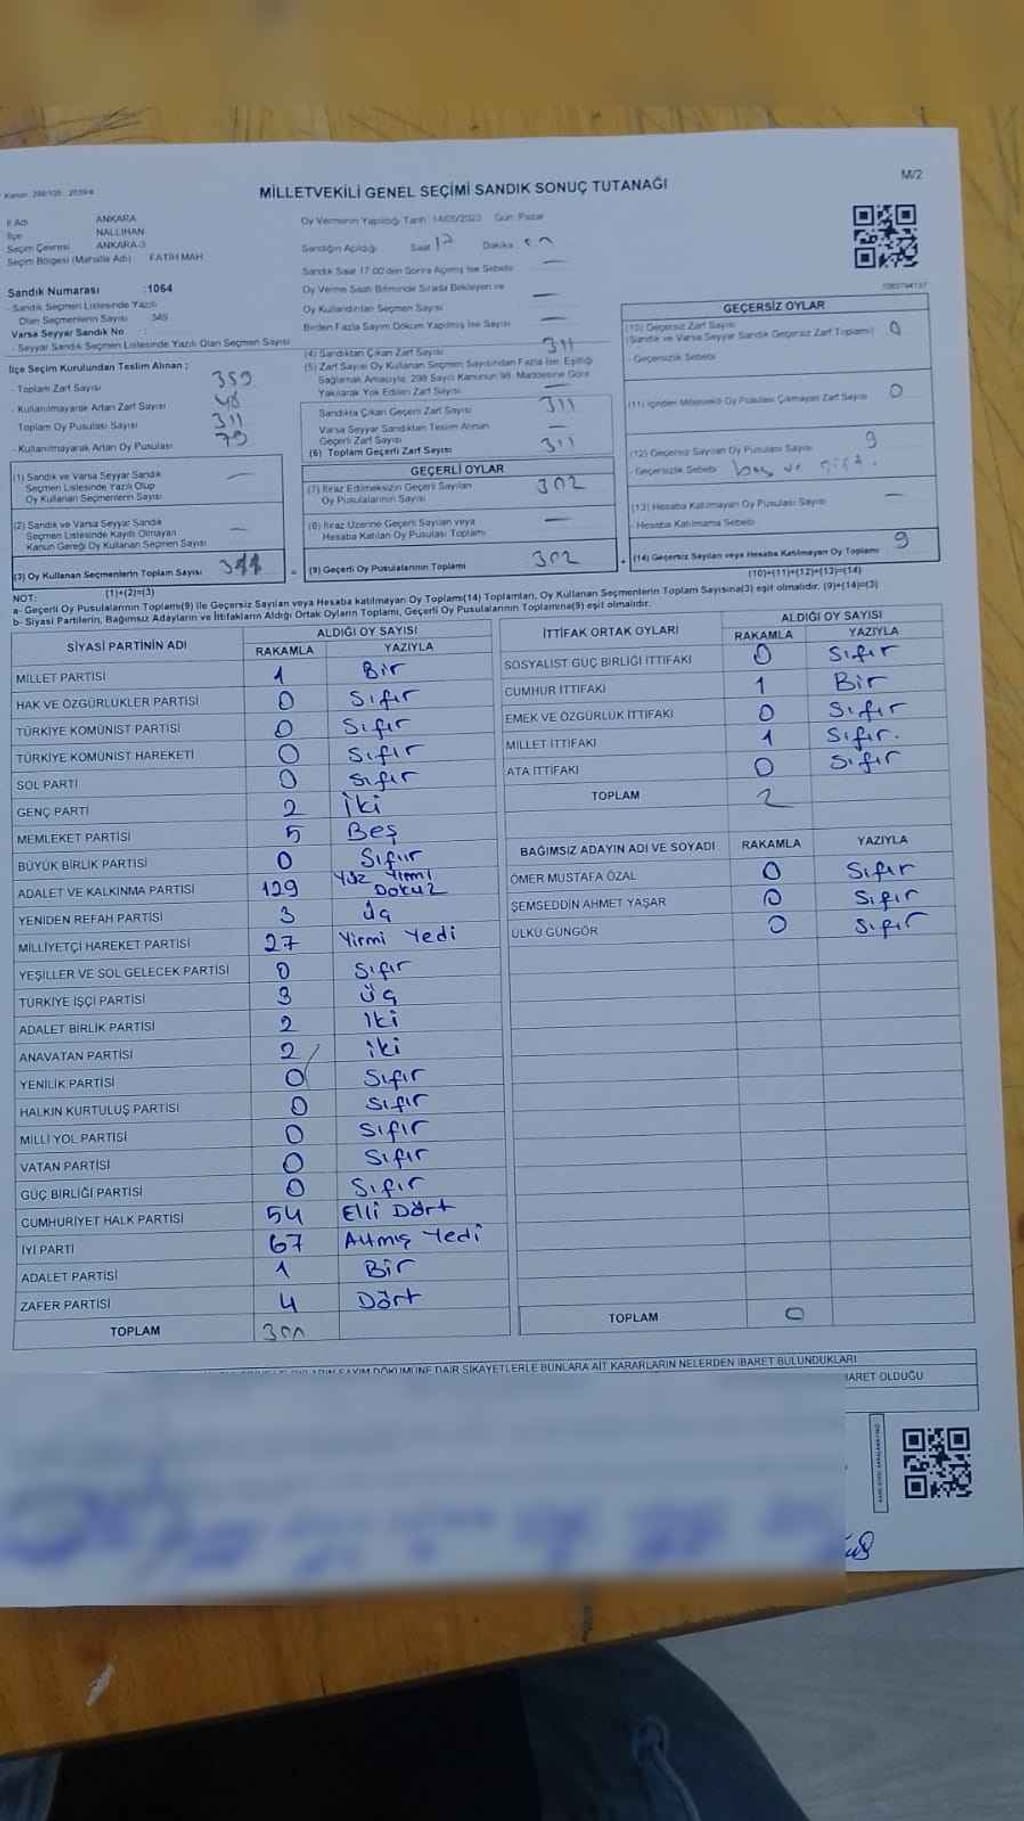 MİLLETVEKİLİ GENEL SEÇİMİ SANDIK SONUÇ TUTANAĞI
M/2
İl Adı ANKARA
İlçe NALLIHAN
Seçim Çevresi ANKARA-3
Seçim Bölgesi (Mahalle Adı) FATİH MAH
Sandık Numarası :1064
- Sandık Seçmen Listesinde Yazılı
Olan Seçmenlerin Sayısı 349
Varsa Seyyar Sandık No :
- Seyyar Sandık Seçmen Listesinde Yazılı Olan Seçmen Sayısı
Oy Vermenin Yapıldığı Tarih :14/05/2023 Gün: Pazar
Sandığın Açıldığı Saat 17 Dakika
Sandık Saat 17:00'den Sonra Açılmış İse Sebebi —
Oy Verme Saati Bitiminde Sırada Bekleyen ve
Oy Kullandırılan Seçmen Sayısı —
Birden Fazla Sayım Döküm Yapılmış İse Sayısı —
İlçe Seçim Kurulundan Teslim Alınan :
- Toplam Zarf Sayısı 359
- Kullanılmayarak Artan Zarf Sayısı 48
Toplam Oy Pusulası Sayısı 311
- Kullanılmayarak Artan Oy Pusulası 79
(1) Sandık ve Varsa Seyyar Sandık
Seçmen Listesinde Yazılı Olup
Oy Kullanan Seçmenlerin Sayısı —
(2) Sandık ve Varsa Seyyar Sandık
Seçmen Listesinde Kayıtlı Olmayan
Kanun Gereği Oy Kullanan Seçmen Sayısı —
(3) Oy Kullanan Seçmenlerin Toplam Sayısı 311
(1)+(2)=(3)
(4) Sandıktan Çıkan Zarf Sayısı 311
(5) Zarf Sayısı Oy Kullanan Seçmen Sayısından Fazla İse, Eşitliği
Sağlamak Amacıyla, 298 Sayılı Kanunun 98. Maddesine Göre
Yakılarak Yok Edilen Zarf Sayısı —
Sandıkta Çıkan Geçerli Zarf Sayısı 311
Varsa Seyyar Sandıktan Teslim Alınan
Geçerli Zarf Sayısı —
(6) Toplam Geçerli Zarf Sayısı 311
GEÇERLİ OYLAR
(7) İtiraz Edilmeksizin Geçerli Sayılan
Oy Pusulalarının Sayısı 302
(8) İtiraz Üzerine Geçerli Sayılan veya
Hesaba Katılan Oy Pusulası Toplamı —
(9) Geçerli Oy Pusulalarının Toplamı 302
GEÇERSİZ OYLAR
(10) Geçersiz Zarf Sayısı
(Sandık ve Varsa Seyyar Sandık Geçersiz Zarf Toplamı) 0
- Geçersizlik Sebebi
(11) İçinden Milletvekili Oy Pusulası Çıkmayan Zarf Sayısı 0
(12) Geçersiz Sayılan Oy Pusulası Sayısı 9
- Geçersizlik Sebebi boş ve
(13) Hesaba Katılmayan Oy Pusulası Sayısı —
- Hesaba Katılmama Sebebi
(14) Geçersiz Sayılan veya Hesaba Katılmayan Oy Toplamı 9
(10)+(11)+(12)+(13)=(14)
NOT:
a- Geçerli Oy Pusulalarının Toplamı(9) İle Geçersiz Sayılan veya Hesaba katılmayan Oy Toplamı(14) Toplamları, Oy Kullanan Seçmenlerin Toplam Sayısına(3) eşit olmalıdır. (9)+(14)=(3)
b- Siyasi Partilerin, Bağımsız Adayların ve İttifakların Aldığı Ortak Oyların Toplamı, Geçerli Oy Pusulalarının Toplamına(9) eşit olmalıdır.
SİYASİ PARTİNİN ADI ALDIĞI OY SAYISI
RAKAMLA YAZIYLA
MİLLET PARTİSİ 1 Bir
HAK VE ÖZGÜRLÜKLER PARTİSİ 0 Sıfır
TÜRKİYE KOMÜNİST PARTİSİ 0 Sıfır
TÜRKİYE KOMÜNİST HAREKETİ 0 Sıfır
SOL PARTİ 0 Sıfır
GENÇ PARTİ 2 İki
MEMLEKET PARTİSİ 5 Beş
BÜYÜK BİRLİK PARTİSİ 0 Sıfıır
ADALET VE KALKINMA PARTİSİ 129 Yüz Yirmi
Dokuz
YENİDEN REFAH PARTİSİ 3 Üç
MİLLİYETÇİ HAREKET PARTİSİ 27 Yirmi Yedi
YEŞİLLER VE SOL GELECEK PARTİSİ 0 Sıfır
TÜRKİYE İŞÇİ PARTİSİ 3 Üç
ADALET BİRLİK PARTİSİ 2 İki
ANAVATAN PARTİSİ 2 İki
YENİLİK PARTİSİ 0 Sıfır
HALKIN KURTULUŞ PARTİSİ 0 Sıfır
MİLLİ YOL PARTİSİ 0 Sıfır
VATAN PARTİSİ 0 Sıfır
GÜÇ BİRLİĞİ PARTİSİ 0 Sıfır
CUMHURİYET HALK PARTİSİ 54 Elli Dört
İYİ PARTİ 67 Altmış Yedi
ADALET PARTİSİ 1 Bir
ZAFER PARTİSİ 4 Dört
TOPLAM 300
İTTİFAK ORTAK OYLARI ALDIĞI OY SAYISI
RAKAMLA YAZIYLA
SOSYALİST GÜÇ BİRLİĞİ İTTİFAKI 0 Sıfır
CUMHUR İTTİFAKI 1 Bir
EMEK VE ÖZGÜRLÜK İTTİFAKI 0 Sıfır
MİLLET İTTİFAKI 1 Sıfır.
ATA İTTİFAKI 0 Sıfır
TOPLAM 2
BAĞIMSIZ ADAYIN ADI VE SOYADI RAKAMLA YAZIYLA
ÖMER MUSTAFA ÖZAL 0 Sıfır
ŞEMSEDDİN AHMET YAŞAR 0 Sıfır
ÜLKÜ GÜNGÖR 0 Sıfır
TOPLAM 0
SAYIM DÖKÜMÜNE DAİR ŞİKAYETLERLE BUNLARA AİT KARARLARIN NELERDEN İBARET BULUNDUKLARI
İBARET OLDUĞU